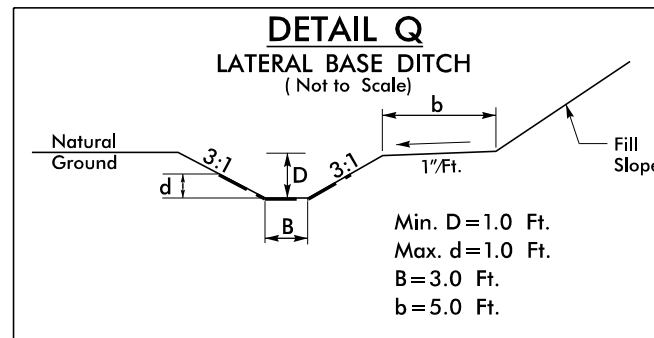 DETAIL Q
LATERAL BASE DITCH
( Not to Scale)
b
Natural
Ground
3:1
3:1
D
1"/Ft.
Fill
Slope
d
B
Min. D=1.0 Ft.
Max. d=1.0 Ft.
B=3.0 Ft.
b=5.0 Ft.